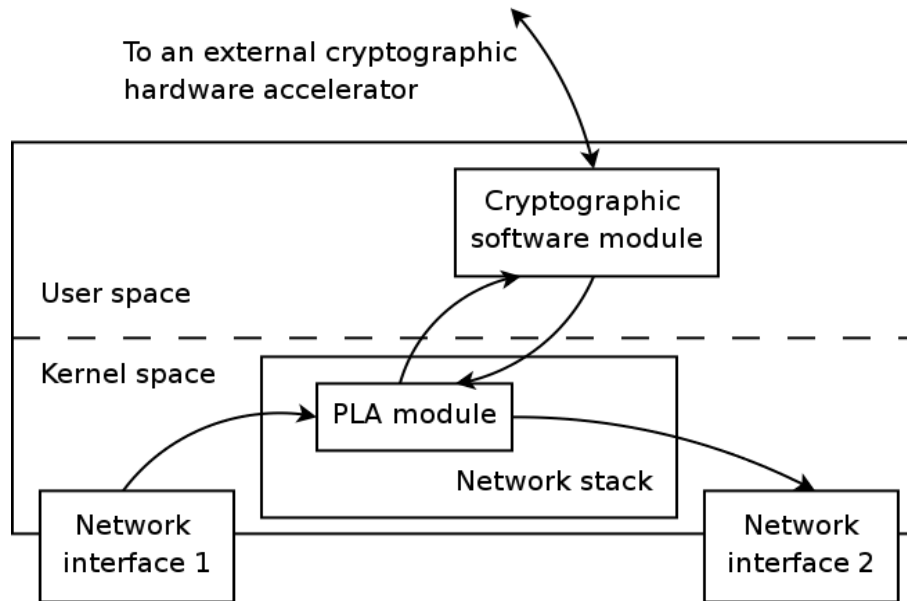 To an external cryptographic
hardware accelerator
Cryptographic
software module
User space
Kernel space
PLA module
Network stack
Network
interface 1
Network
interface 2